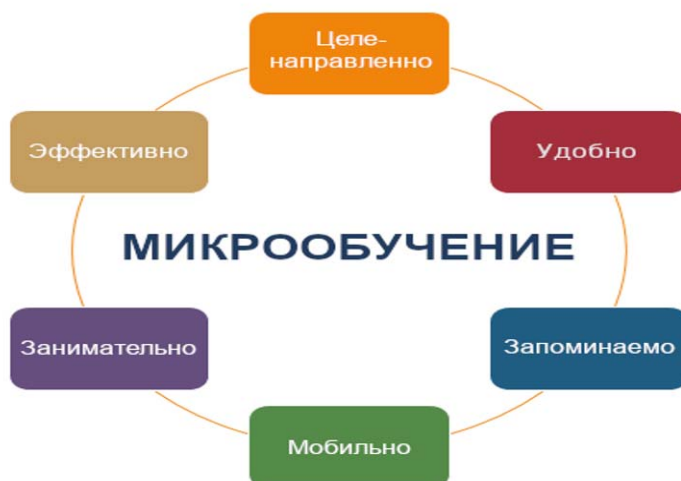 Целе-
направленно
Эффективно
Удобно
МИКРООБУЧЕНИЕ
Занимательно
Запоминаемо
Мобильно